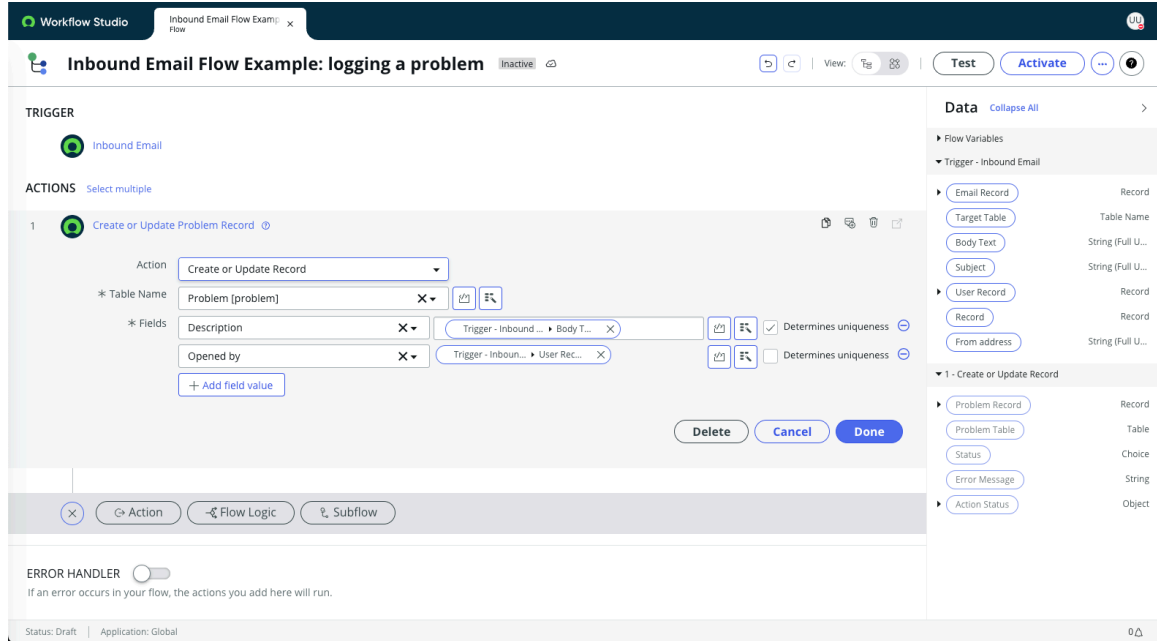 Workflow Studio
Inbound Email Flow Examp
Flow
UU
Inbound Email Flow Example: logging a problem Inactive
View:
Test Activate ... ?
TRIGGER
Inbound Email
ACTIONS Select multiple
1 Create or Update Problem Record
Action Create or Update Record
* Table Name Problem [problem]
* Fields Description Trigger - Inbound ... ▸ Body T... Determines uniqueness
Opened by Trigger - Inboun... ▸ User Rec... Determines uniqueness
+ Add field value
Delete Cancel Done
Action Flow Logic Subflow
ERROR HANDLER
If an error occurs in your flow, the actions you add here will run.
Data Collapse All
Flow Variables
Trigger - Inbound Email
Email Record Record
Target Table Table Name
Body Text String (Full U...
Subject String (Full U...
User Record Record
Record Record
From address String (Full U...
1 - Create or Update Record
Problem Record Record
Problem Table Table
Status Choice
Error Message String
Action Status Object
Status: Draft Application: Global
0